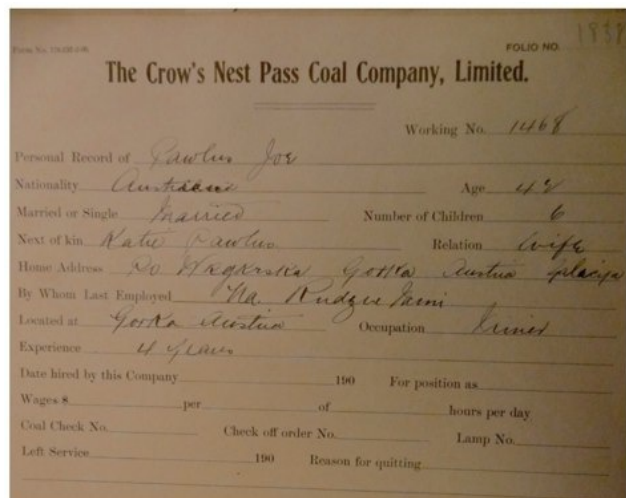 FOLIO NO. 1838
The Crow's Nest Pass Coal Company, Limited.
Working No. 1468
Personal Record of Pawlus Joe
Nationality Austrian
Age 42
Married or Single Married Number of Children 6
Next of kin Katie Pawlus Relation Wife
Home Address Gorka Austria
By Whom Last Employed
Located at Gorka Austria Occupation
Experience 4 years
Date hired by this Company 190 For position as
Wages $ per of hours per day
Coal Check No. Check off order No. Lamp No.
Left Service 190 Reason for quitting